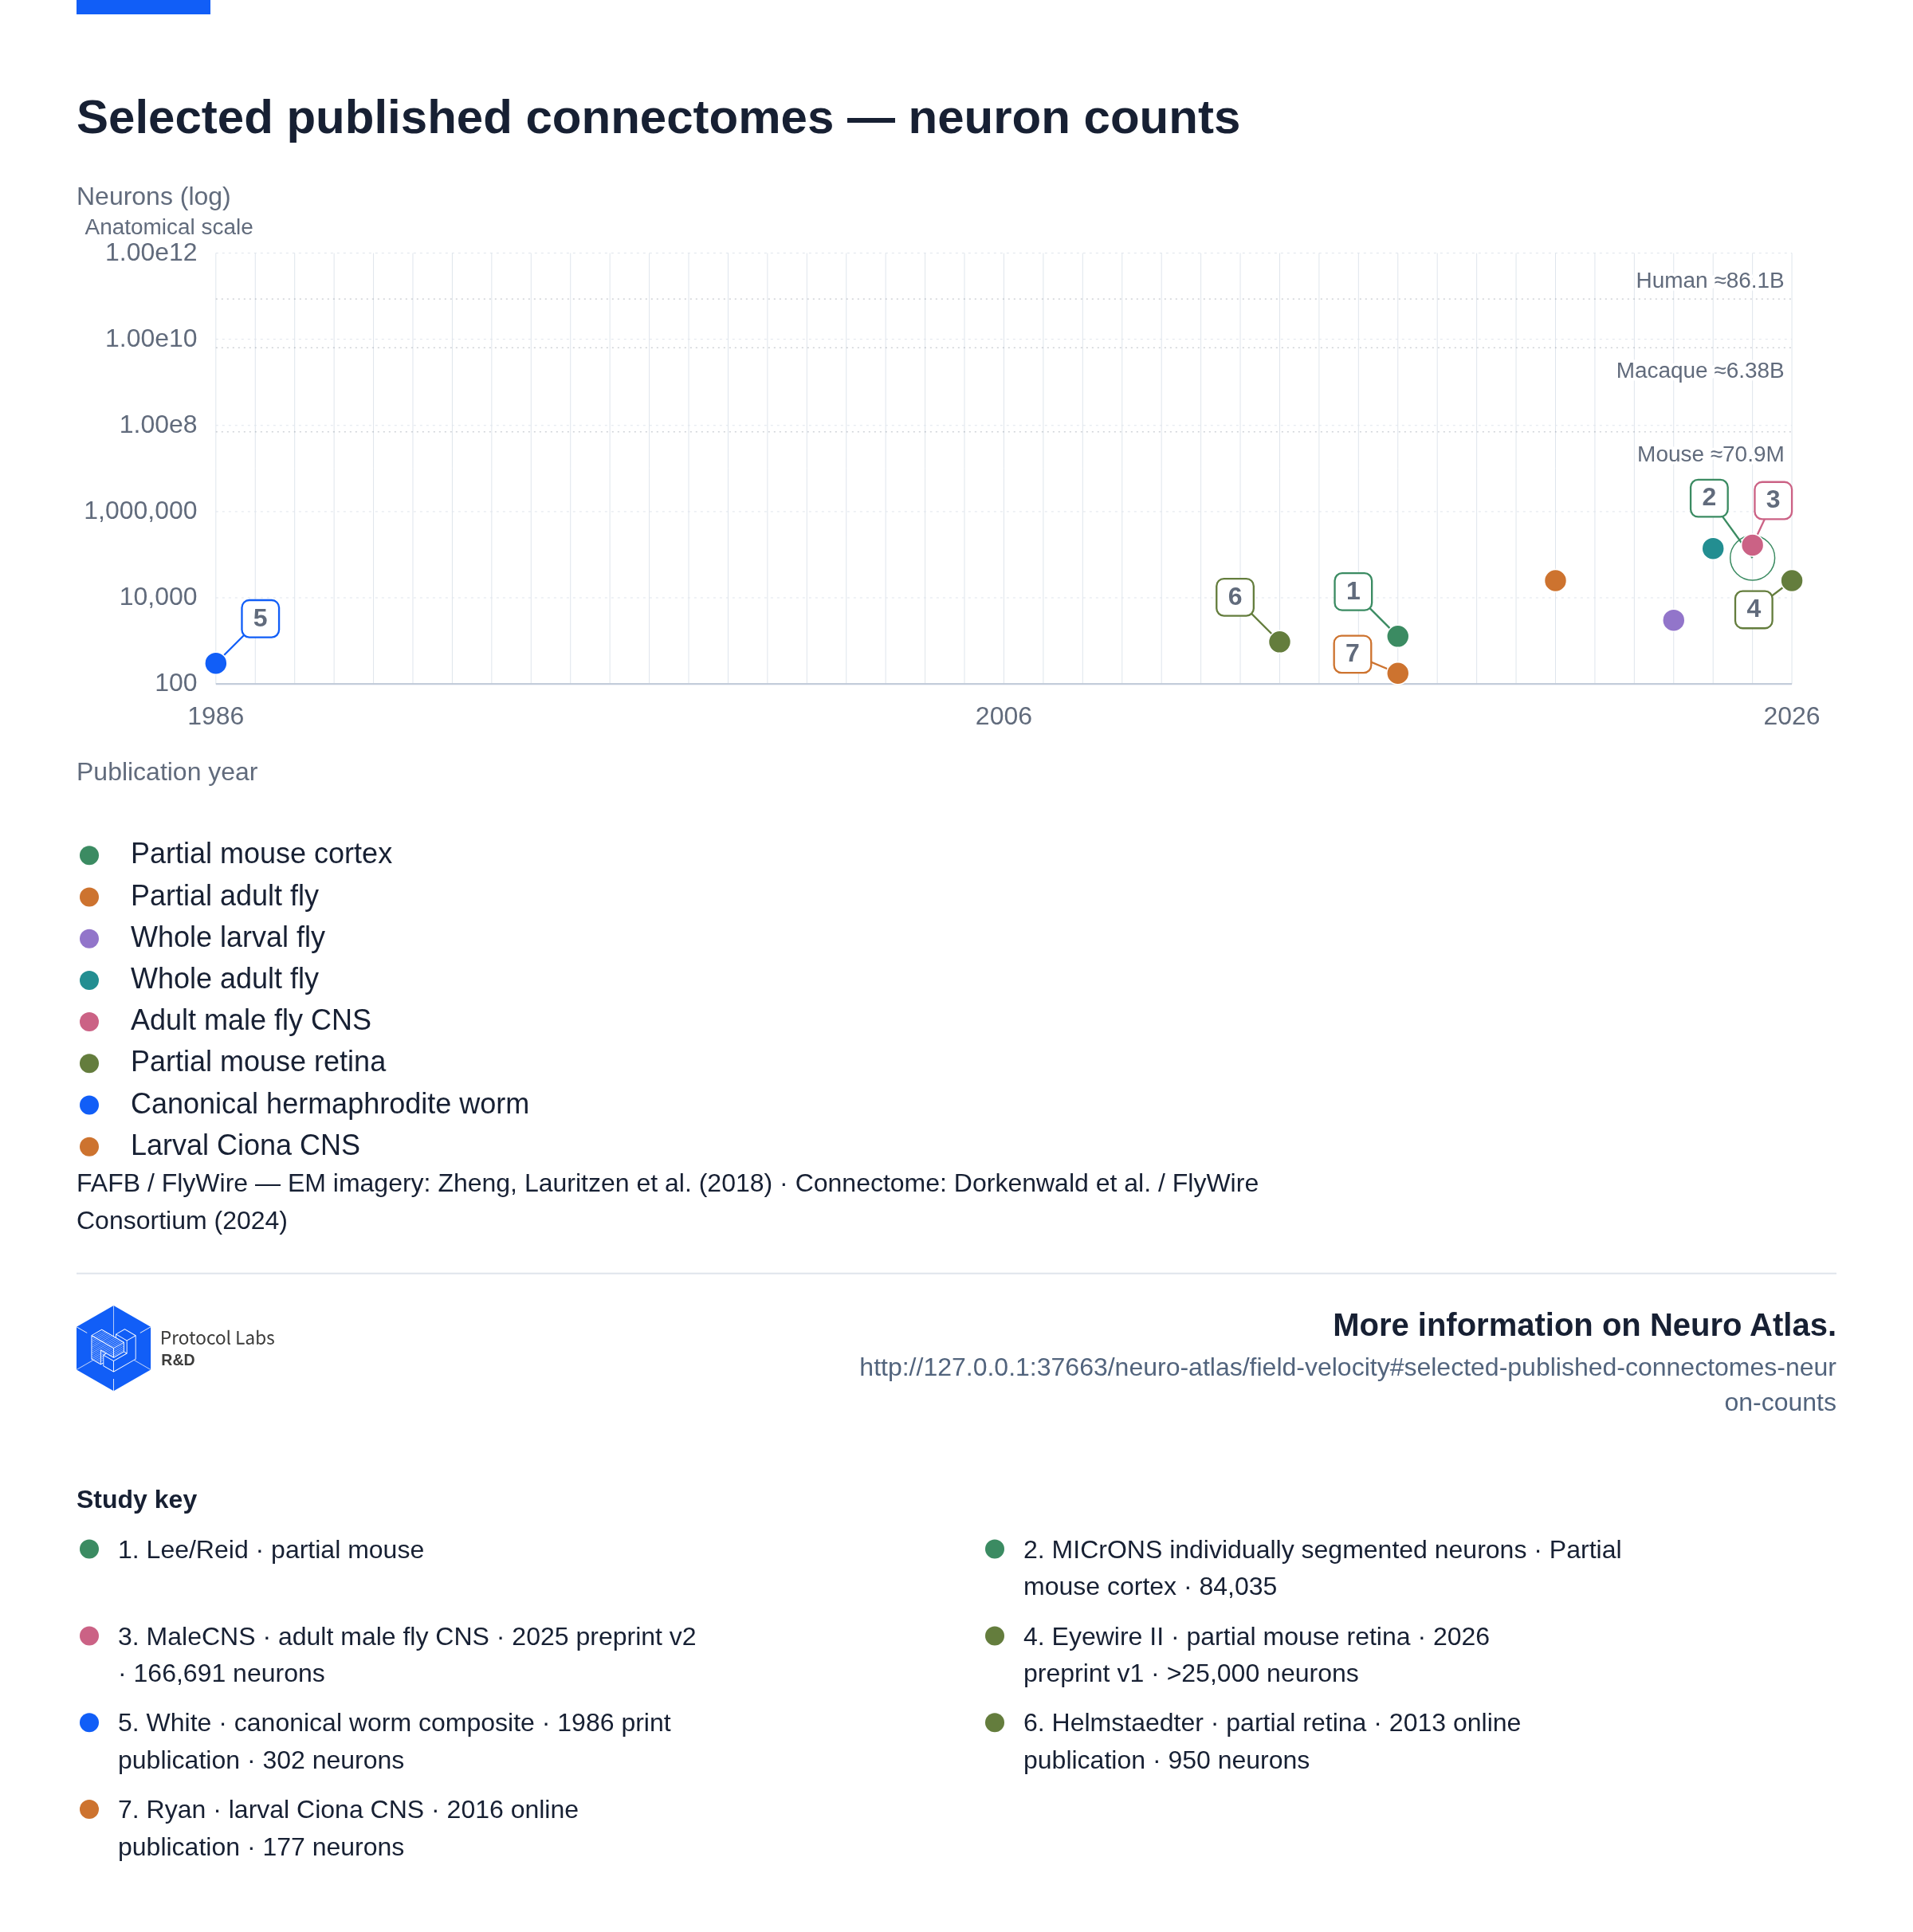 Selected published connectomes — neuron counts
Neurons (log)
Anatomical scale
1.00e12
1.00e10
1.00e8
1,000,000
10,000
100
Human ≈86.1B
Macaque ≈6.38B
Mouse ≈70.9M
2
3
5
6
1
4
7
1986
2006
2026
Publication year
Partial mouse cortex
Partial adult fly
Whole larval fly
Whole adult fly
Adult male fly CNS
Partial mouse retina
Canonical hermaphrodite worm
Larval Ciona CNS
FAFB / FlyWire — EM imagery: Zheng, Lauritzen et al. (2018) · Connectome: Dorkenwald et al. / FlyWire
Consortium (2024)
Protocol Labs
R&D
More information on Neuro Atlas.
http://127.0.0.1:37663/neuro-atlas/field-velocity#selected-published-connectomes-neur
on-counts
Study key
1. Lee/Reid · partial mouse
2. MICrONS individually segmented neurons · Partial
mouse cortex · 84,035
3. MaleCNS · adult male fly CNS · 2025 preprint v2
· 166,691 neurons
4. Eyewire II · partial mouse retina · 2026
preprint v1 · >25,000 neurons
5. White · canonical worm composite · 1986 print
publication · 302 neurons
6. Helmstaedter · partial retina · 2013 online
publication · 950 neurons
7. Ryan · larval Ciona CNS · 2016 online
publication · 177 neurons